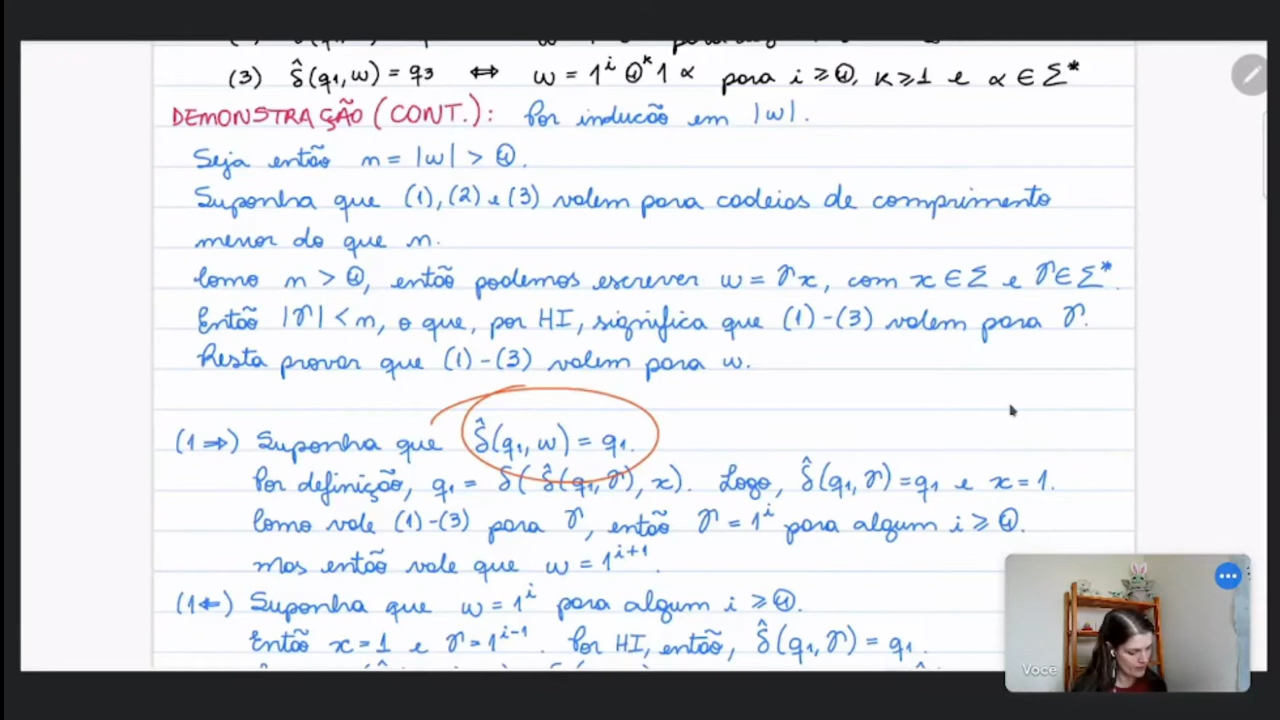 (3) δ̂(q₁, w) = q₃ ⇔ w = 1ⁱ 0ᵏ 1 α para i ≥ 0, k ≥ 1 e α ∈ Σ*
DEMONSTRAÇÃO (CONT.): Por inducão em |w|.
Seja então n = |w| > 0.
Suponha que (1), (2) e (3) valem para cadeias de comprimento
menor do que n.
Como n > 0, então podemos escrever w = γx, com x ∈ Σ e γ ∈ Σ*.
Então |γ| < n, o que, por HI, significa que (1)-(3) valem para γ.
Resta provar que (1)-(3) valem para w.
(1⇒) Suponha que δ̂(q₁, w) = q₁.
Por definição, q₁ = δ(δ̂(q₁, γ), x). Logo, δ̂(q₁, γ) = q₁ e x = 1.
Como vale (1)-(3) para γ, então γ = 1ⁱ para algum i ≥ 0.
Mas então vale que w = 1ⁱ⁺¹.
(1⇐) Suponha que w = 1ⁱ para algum i ≥ 0.
Então x = 1 e γ = 1ⁱ⁻¹. Por HI, então, δ̂(q₁, γ) = q₁.
Você